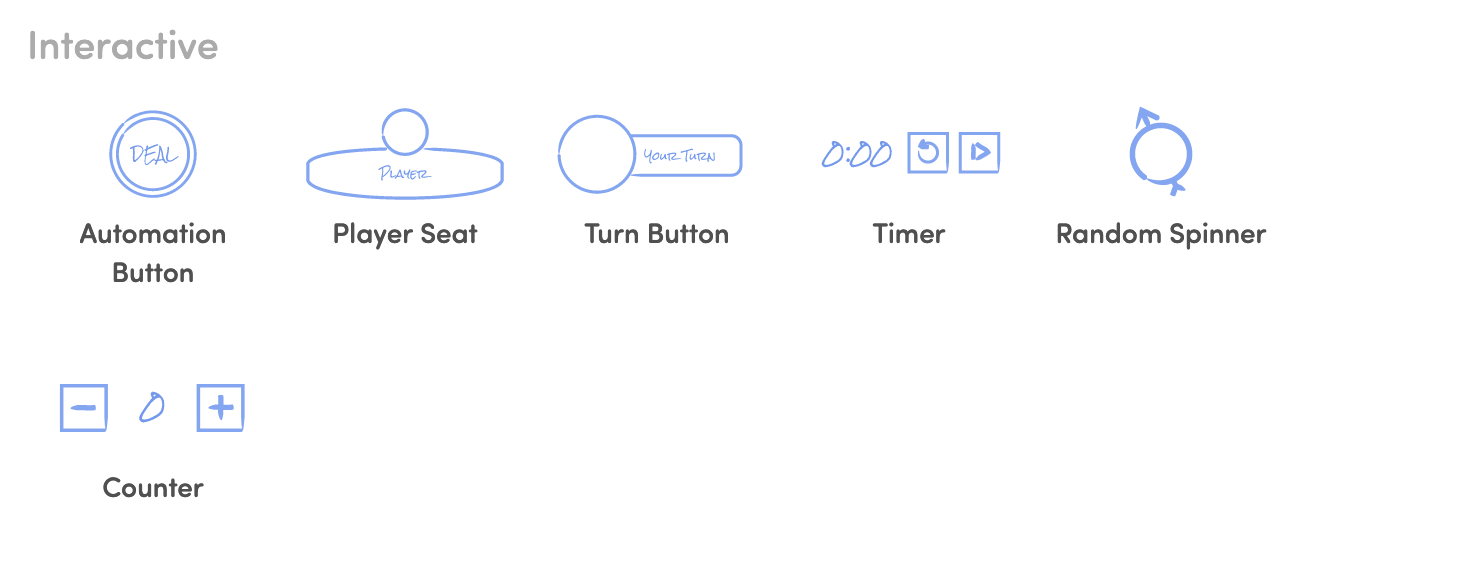 Interactive
DEAL
PLAYER
YOUR TURN
0:00
Automation
Button
Player Seat
Turn Button
Timer
Random Spinner
0
Counter